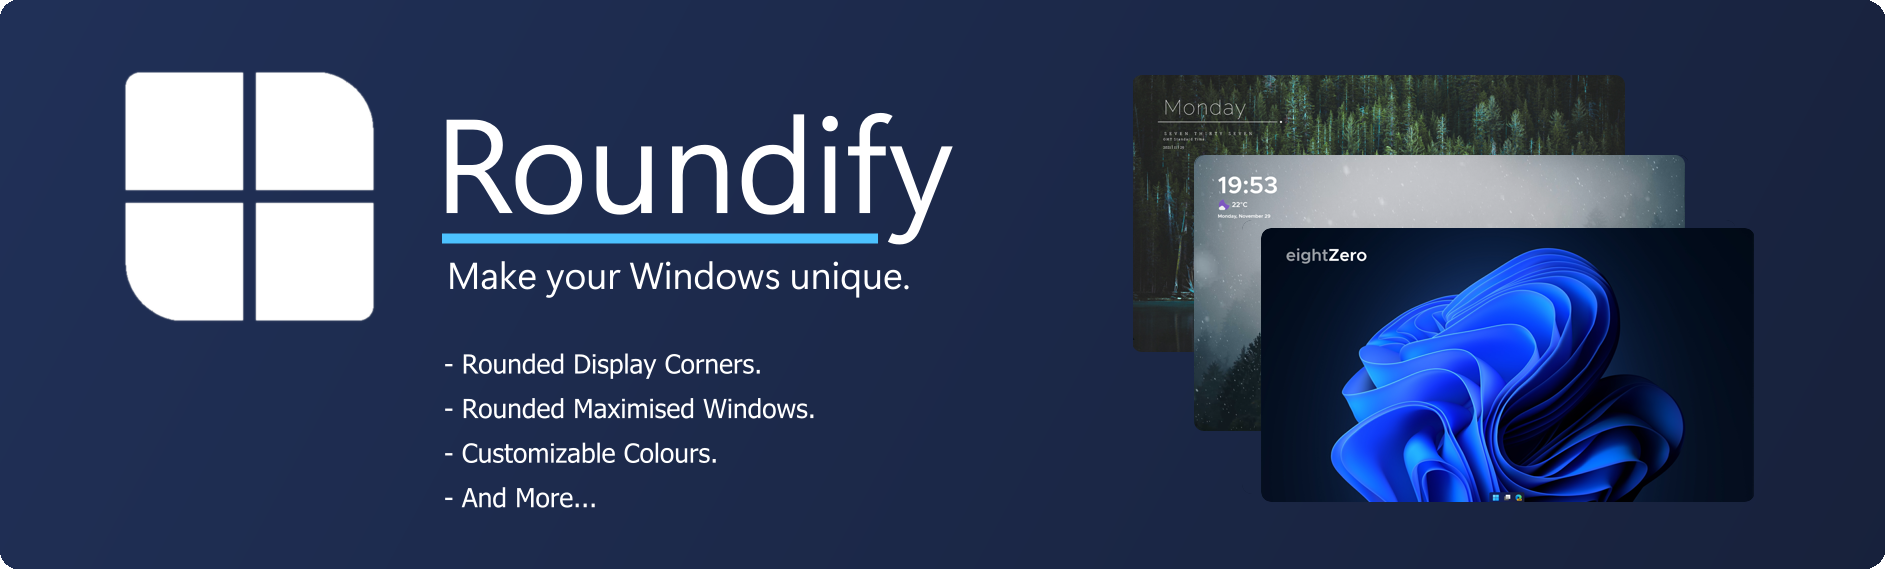 Roundify
Make your Windows unique.
- Rounded Display Corners.
- Rounded Maximised Windows.
- Customizable Colours.
- And More...
Monday
SEVEN THIRTY SEVEN
19:53
22°C
Monday, November 29
eightZero